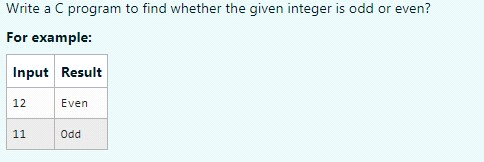 Write a C program to find whether the given integer is odd or even?
For example:
Input Result
12 Even
11 Odd